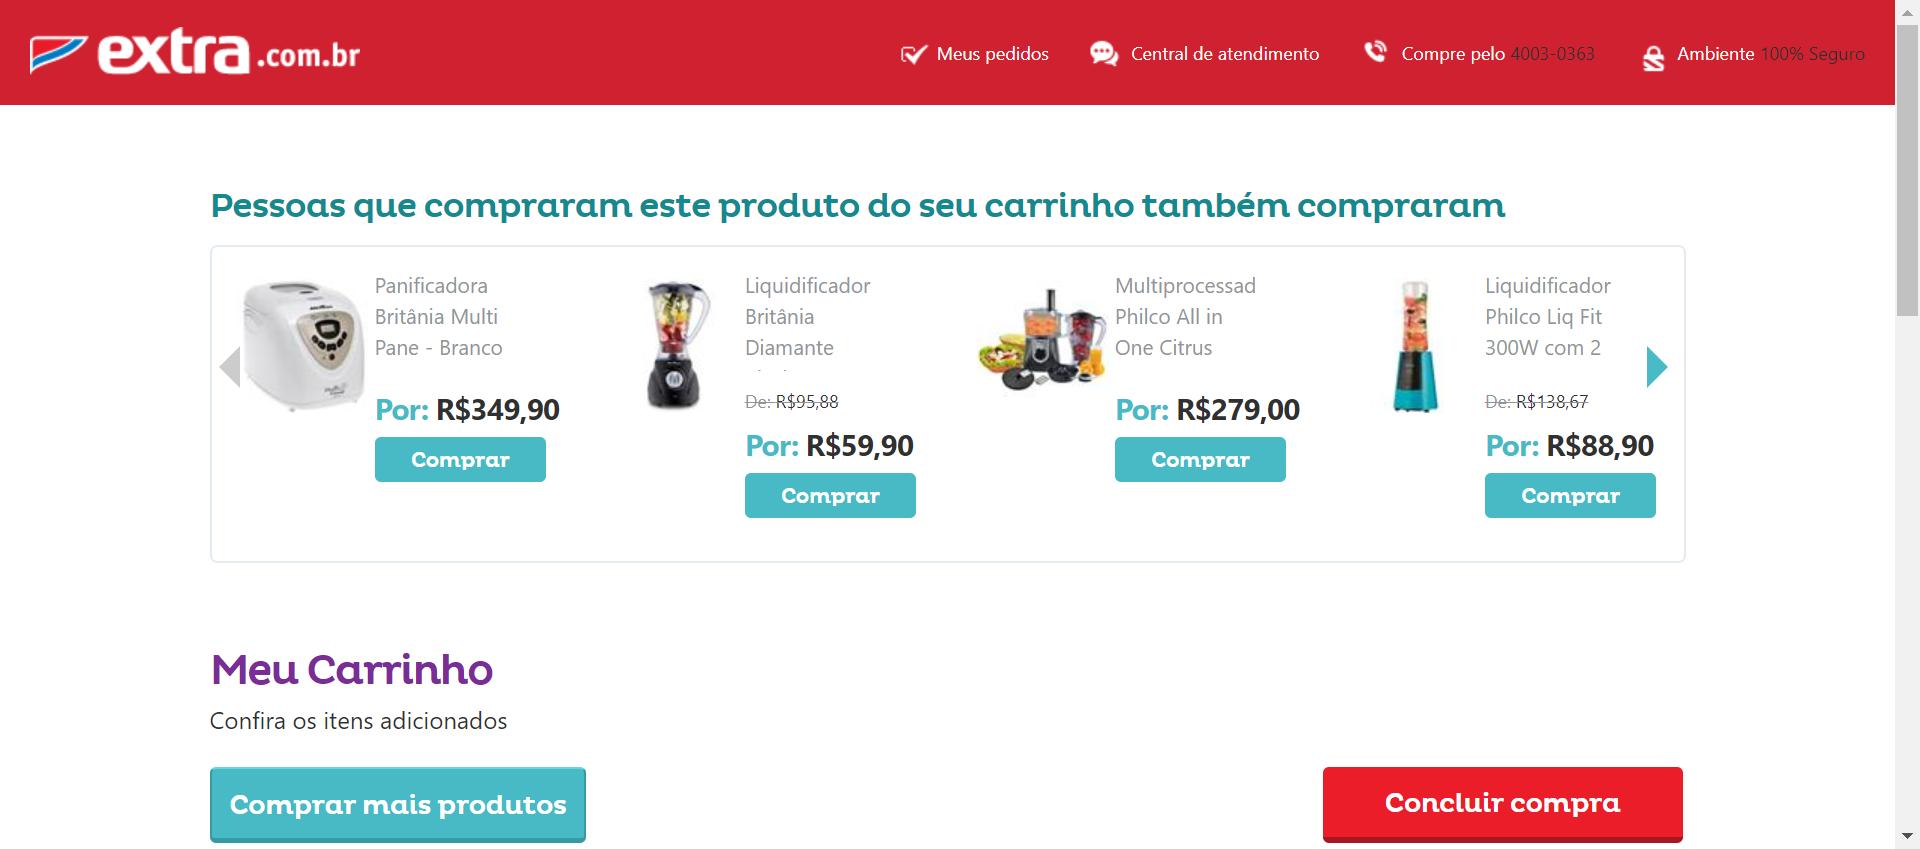 extra.com.br
Meus pedidos
Central de atendimento
Compre pelo 4003-0363
Ambiente 100% Seguro
Pessoas que compraram este produto do seu carrinho também compraram
Panificadora
Britânia Multi
Pane - Branco
Por: R$349,90
Comprar
Liquidificador
Britânia
Diamante
De: R$95,88
Por: R$59,90
Comprar
Multiprocessad
Philco All in
One Citrus
Por: R$279,00
Comprar
Liquidificador
Philco Liq Fit
300W com 2
De: R$138,67
Por: R$88,90
Comprar
Meu Carrinho
Confira os itens adicionados
Comprar mais produtos
Concluir compra